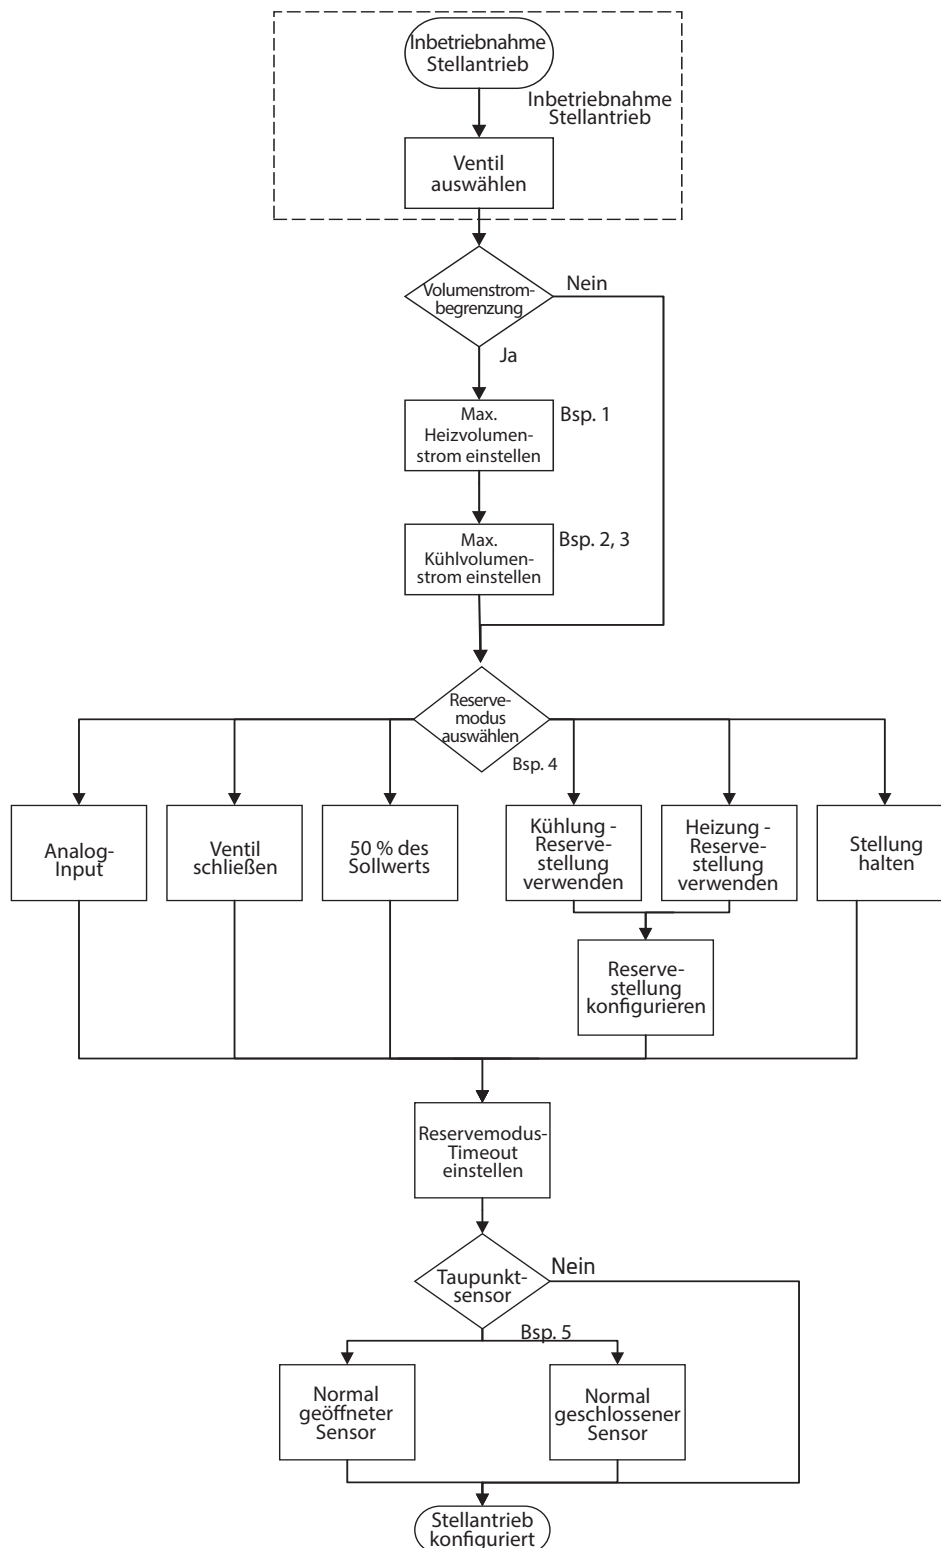 Inbetriebnahme
Stellantrieb
Inbetriebnahme
Stellantrieb
Ventil
auswählen
Volumenstrom-
begrenzung
Nein
Ja
Max.
Heizvolumen-
strom einstellen
Bsp. 1
Max.
Kühlvolumen-
strom einstellen
Bsp. 2, 3
Reserve-
modus
auswählen
Bsp. 4
Analog-
Input
Ventil
schließen
50 % des
Sollwerts
Kühlung -
Reserve-
stellung
verwenden
Heizung -
Reserve-
stellung
verwenden
Stellung
halten
Reserve-
stellung
konfigurieren
Reservemodus-
Timeout
einstellen
Taupunkt-
sensor
Nein
Bsp. 5
Normal
geöffneter
Sensor
Normal
geschlossener
Sensor
Stellantrieb
konfiguriert